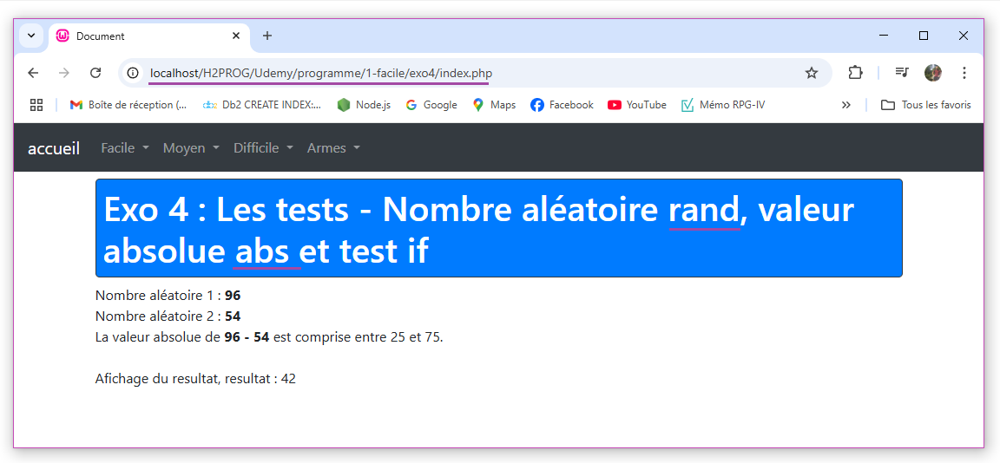 Document
localhost/H2PROG/Udemy/programme/1-facile/exo4/index.php
Boîte de réception (... Db2 CREATE INDEX:... Node.js Google Maps Facebook YouTube Mémo RPG-IV » Tous les favoris
accueil Facile Moyen Difficile Armes
Exo 4 : Les tests - Nombre aléatoire rand, valeur
absolue abs et test if
Nombre aléatoire 1 : 96
Nombre aléatoire 2 : 54
La valeur absolue de 96 - 54 est comprise entre 25 et 75.
Afichage du resultat, resultat : 42